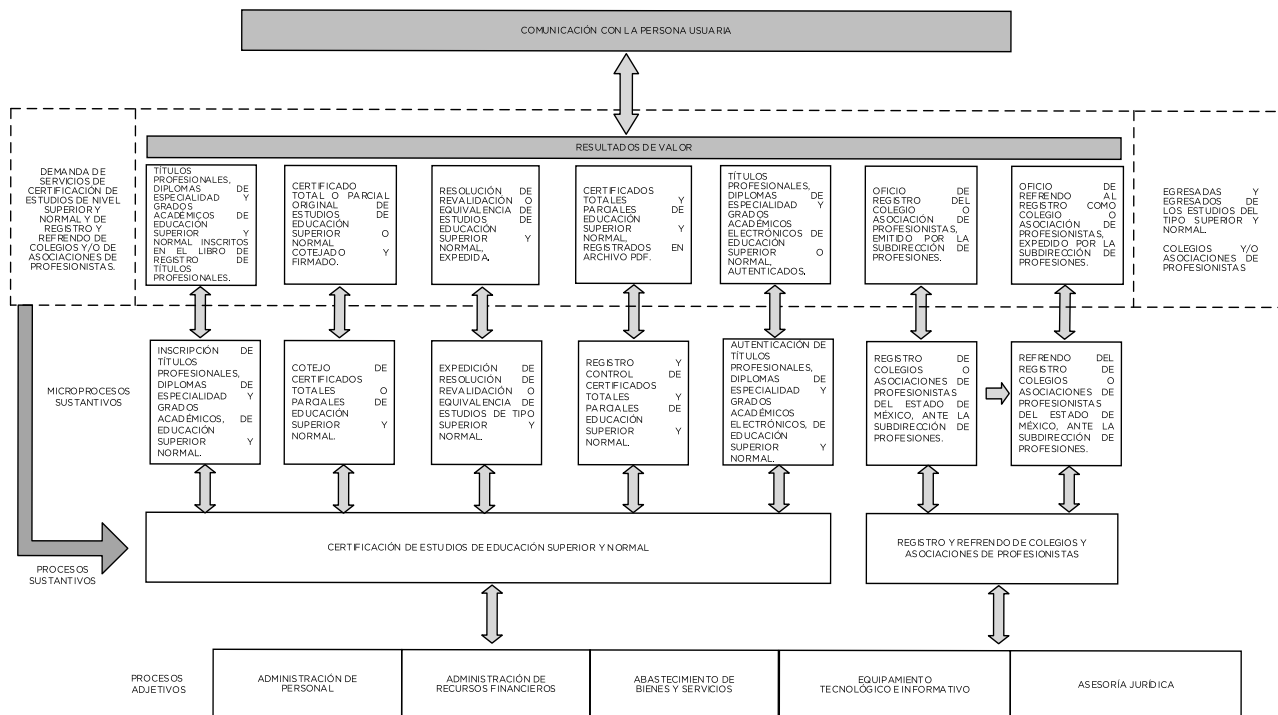 COMUNICACIÓN CON LA PERSONA USUARIA
RESULTADOS DE VALOR
DEMANDA DE
SERVICIOS DE
CERTIFICACIÓN DE
ESTUDIOS DE NIVEL
SUPERIOR Y
NORMAL Y DE
REGISTRO Y
REFRENDO DE
COLEGIOS Y/O DE
ASOCIACIONES DE
PROFESIONISTAS.
TÍTULOS
PROFESIONALES,
DIPLOMAS DE
ESPECIALIDAD Y
GRADOS
ACADÉMICOS DE
EDUCACIÓN
SUPERIOR Y
NORMAL INSCRITOS
EN EL LIBRO DE
REGISTRO DE
TÍTULOS
PROFESIONALES.
CERTIFICADO
TOTAL O PARCIAL
ORIGINAL DE
ESTUDIOS DE
EDUCACIÓN
SUPERIOR O
NORMAL
COTEJADO Y
FIRMADO.
RESOLUCIÓN DE
REVALIDACIÓN O
EQUIVALENCIA DE
ESTUDIOS DE
EDUCACIÓN
SUPERIOR Y
NORMAL,
EXPEDIDA.
CERTIFICADOS
TOTALES Y
PARCIALES DE
EDUCACIÓN
SUPERIOR Y
NORMAL,
REGISTRADOS EN
ARCHIVO PDF.
TÍTULOS
PROFESIONALES,
DIPLOMAS DE
ESPECIALIDAD Y
GRADOS
ACADÉMICOS
ELECTRÓNICOS DE
EDUCACIÓN
SUPERIOR O
NORMAL,
AUTENTICADOS.
OFICIO DE
REGISTRO DEL
COLEGIO O
ASOCIACIÓN DE
PROFESIONISTAS,
EMITIDO POR LA
SUBDIRECCIÓN DE
PROFESIONES.
OFICIO DE
REFRENDO AL
REGISTRO COMO
COLEGIO O
ASOCIACIÓN DE
PROFESIONISTAS,
EXPEDIDO POR LA
SUBDIRECCIÓN DE
PROFESIONES.
EGRESADAS Y
EGRESADOS DE
LOS ESTUDIOS DEL
TIPO SUPERIOR Y
NORMAL.
COLEGIOS Y/O
ASOCIACIONES DE
PROFESIONISTAS
MICROPROCESOS
SUSTANTIVOS
INSCRIPCIÓN DE
TÍTULOS
PROFESIONALES,
DIPLOMAS DE
ESPECIALIDAD Y
GRADOS
ACADÉMICOS, DE
EDUCACIÓN
SUPERIOR Y
NORMAL.
COTEJO DE
CERTIFICADOS
TOTALES O
PARCIALES DE
EDUCACIÓN
SUPERIOR Y
NORMAL.
EXPEDICIÓN DE
RESOLUCIÓN DE
REVALIDACIÓN O
EQUIVALENCIA DE
ESTUDIOS DE TIPO
SUPERIOR Y
NORMAL.
REGISTRO Y
CONTROL DE
CERTIFICADOS
TOTALES Y
PARCIALES DE
EDUCACIÓN
SUPERIOR Y
NORMAL.
AUTENTICACIÓN DE
TÍTULOS
PROFESIONALES,
DIPLOMAS DE
ESPECIALIDAD Y
GRADOS
ACADÉMICOS
ELECTRÓNICOS, DE
EDUCACIÓN
SUPERIOR Y
NORMAL.
REGISTRO DE
COLEGIOS O
ASOCIACIONES DE
PROFESIONISTAS
DEL ESTADO DE
MÉXICO, ANTE LA
SUBDIRECCIÓN DE
PROFESIONES.
REFRENDO DEL
REGISTRO DE
COLEGIOS O
ASOCIACIONES DE
PROFESIONISTAS
DEL ESTADO DE
MÉXICO, ANTE LA
SUBDIRECCIÓN DE
PROFESIONES.
PROCESOS
SUSTANTIVOS
CERTIFICACIÓN DE ESTUDIOS DE EDUCACIÓN SUPERIOR Y NORMAL
REGISTRO Y REFRENDO DE COLEGIOS Y
ASOCIACIONES DE PROFESIONISTAS
PROCESOS
ADJETIVOS
ADMINISTRACIÓN DE
PERSONAL
ADMINISTRACIÓN DE
RECURSOS FINANCIEROS
ABASTECIMIENTO DE
BIENES Y SERVICIOS
EQUIPAMIENTO
TECNOLÓGICO E INFORMATIVO
ASESORÍA JURÍDICA